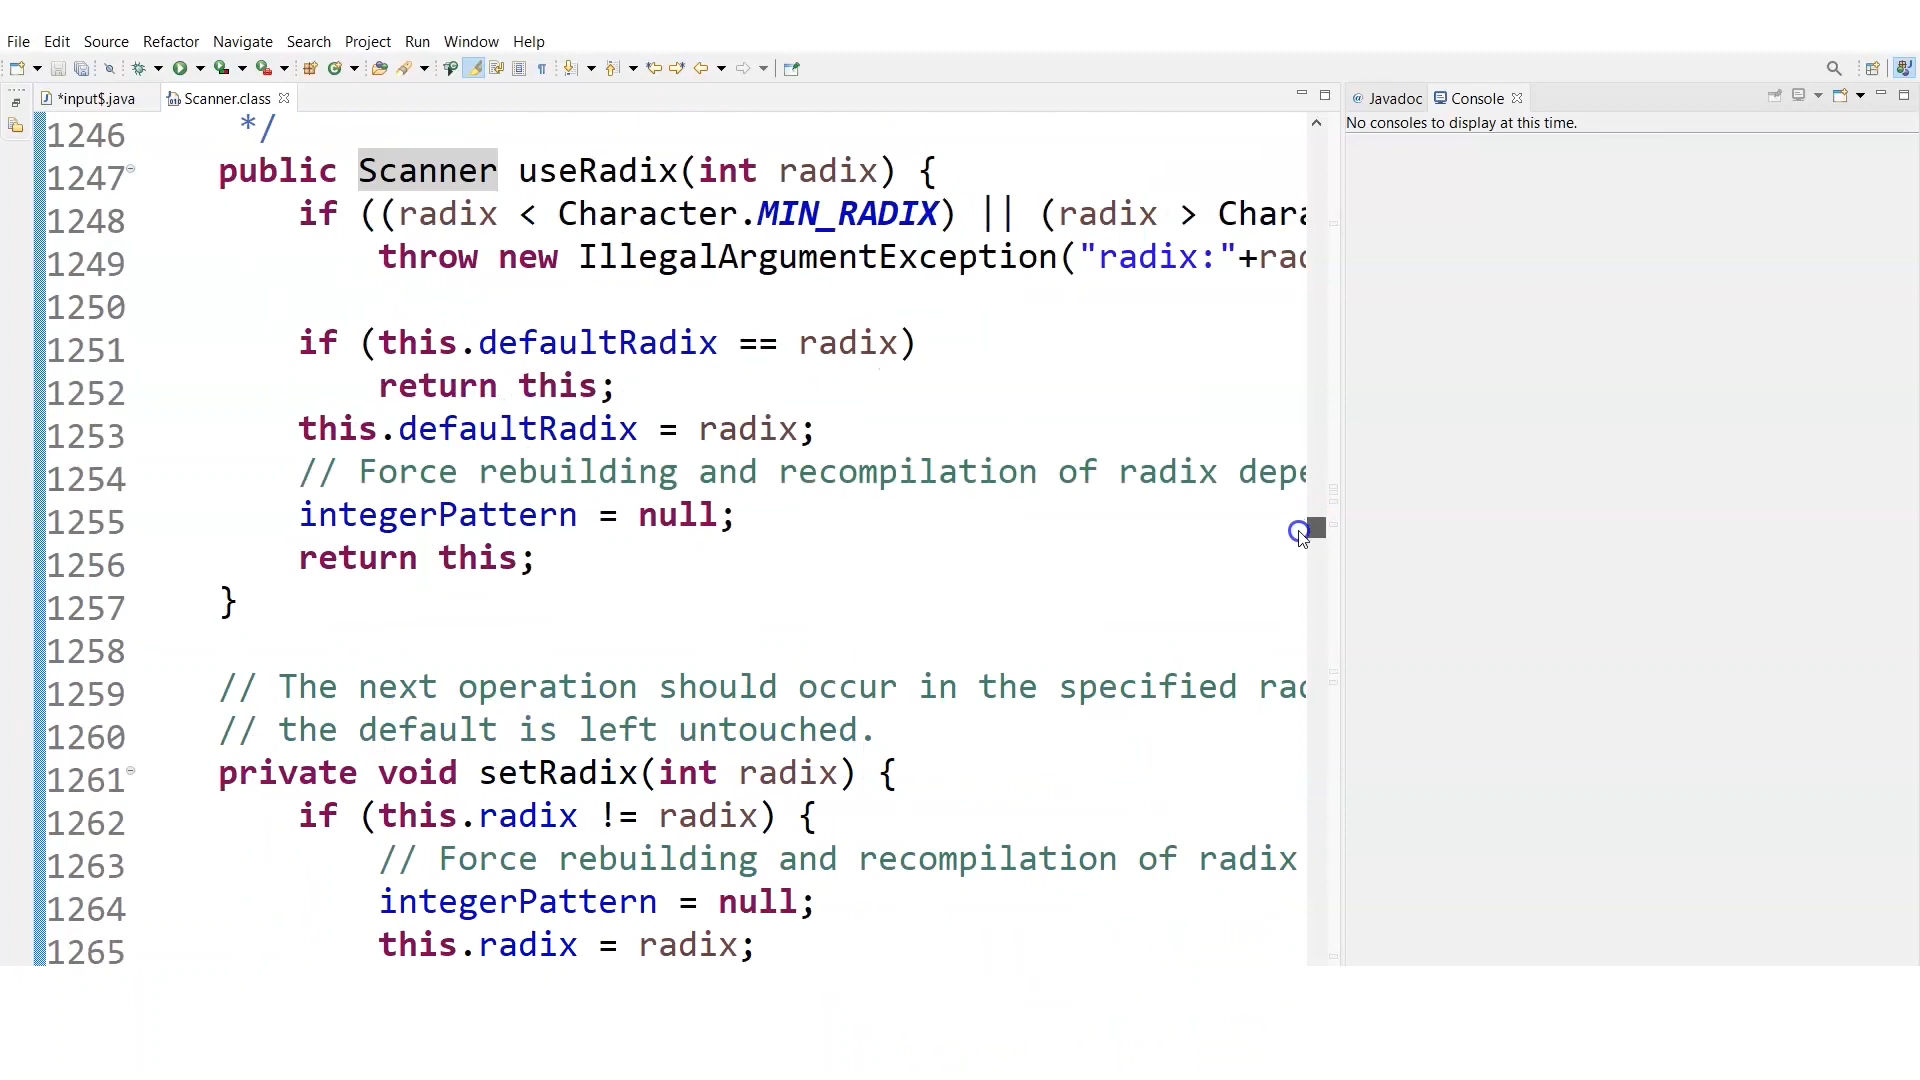 File Edit Source Refactor Navigate Search Project Run Window Help
*input$.java Scanner.class
Javadoc Console
No consoles to display at this time.
1246 */
1247 public Scanner useRadix(int radix) {
1248 if ((radix < Character.MIN_RADIX) || (radix > Chara
1249 throw new IllegalArgumentException("radix:"+rad
1250
1251 if (this.defaultRadix == radix)
1252 return this;
1253 this.defaultRadix = radix;
1254 // Force rebuilding and recompilation of radix depe
1255 integerPattern = null;
1256 return this;
1257 }
1258
1259 // The next operation should occur in the specified rad
1260 // the default is left untouched.
1261 private void setRadix(int radix) {
1262 if (this.radix != radix) {
1263 // Force rebuilding and recompilation of radix
1264 integerPattern = null;
1265 this.radix = radix;